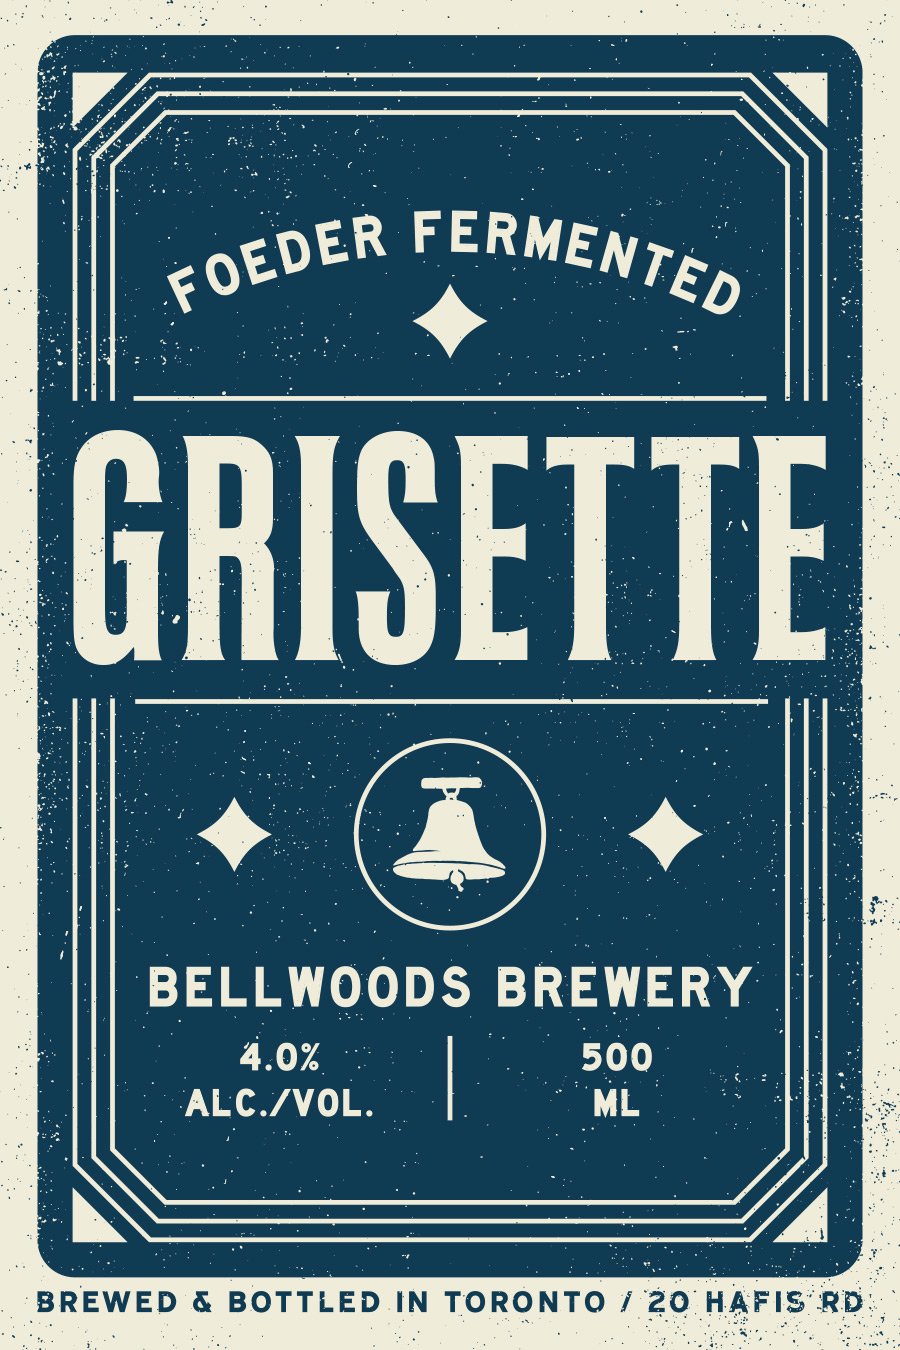 FOEDER FERMENTED
GRISETTE
BELLWOODS BREWERY
4.0%
ALC./VOL.
500
ML
BREWED & BOTTLED IN TORONTO / 20 HAFIS RD